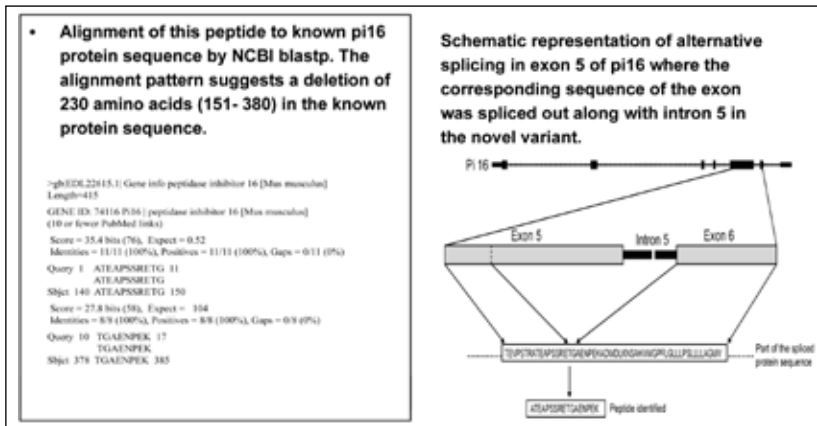 • Alignment of this peptide to known pi16
protein sequence by NCBI blastp. The
alignment pattern suggests a deletion of
230 amino acids (151- 380) in the known
protein sequence.
>gb|EDL22615.1| Gene info peptidase inhibitor 16 [Mus musculus]
Length=415
GENE ID: 74116 Pi16 | peptidase inhibitor 16 [Mus musculus]
(10 or fewer PubMed links)
Score = 35.4 bits (76), Expect = 0.52
Identities = 11/11 (100%), Positives = 11/11 (100%), Gaps = 0/11 (0%)
Query 1 ATEAPSSRETG 11
ATEAPSSRETG
Sbjct 140 ATEAPSSRETG 150
Score = 27.8 bits (58), Expect = 104
Identities = 8/8 (100%), Positives = 8/8 (100%), Gaps = 0/8 (0%)
Query 10 TGAENPEK 17
TGAENPEK
Sbjct 378 TGAENPEK 385
Schematic representation of alternative
splicing in exon 5 of pi16 where the
corresponding sequence of the exon
was spliced out along with intron 5 in
the novel variant.
Pi 16
Exon 5 Intron 5 Exon 6
Part of the spliced
protein sequence
ATEAPSSRETGAENPEK Peptide identified